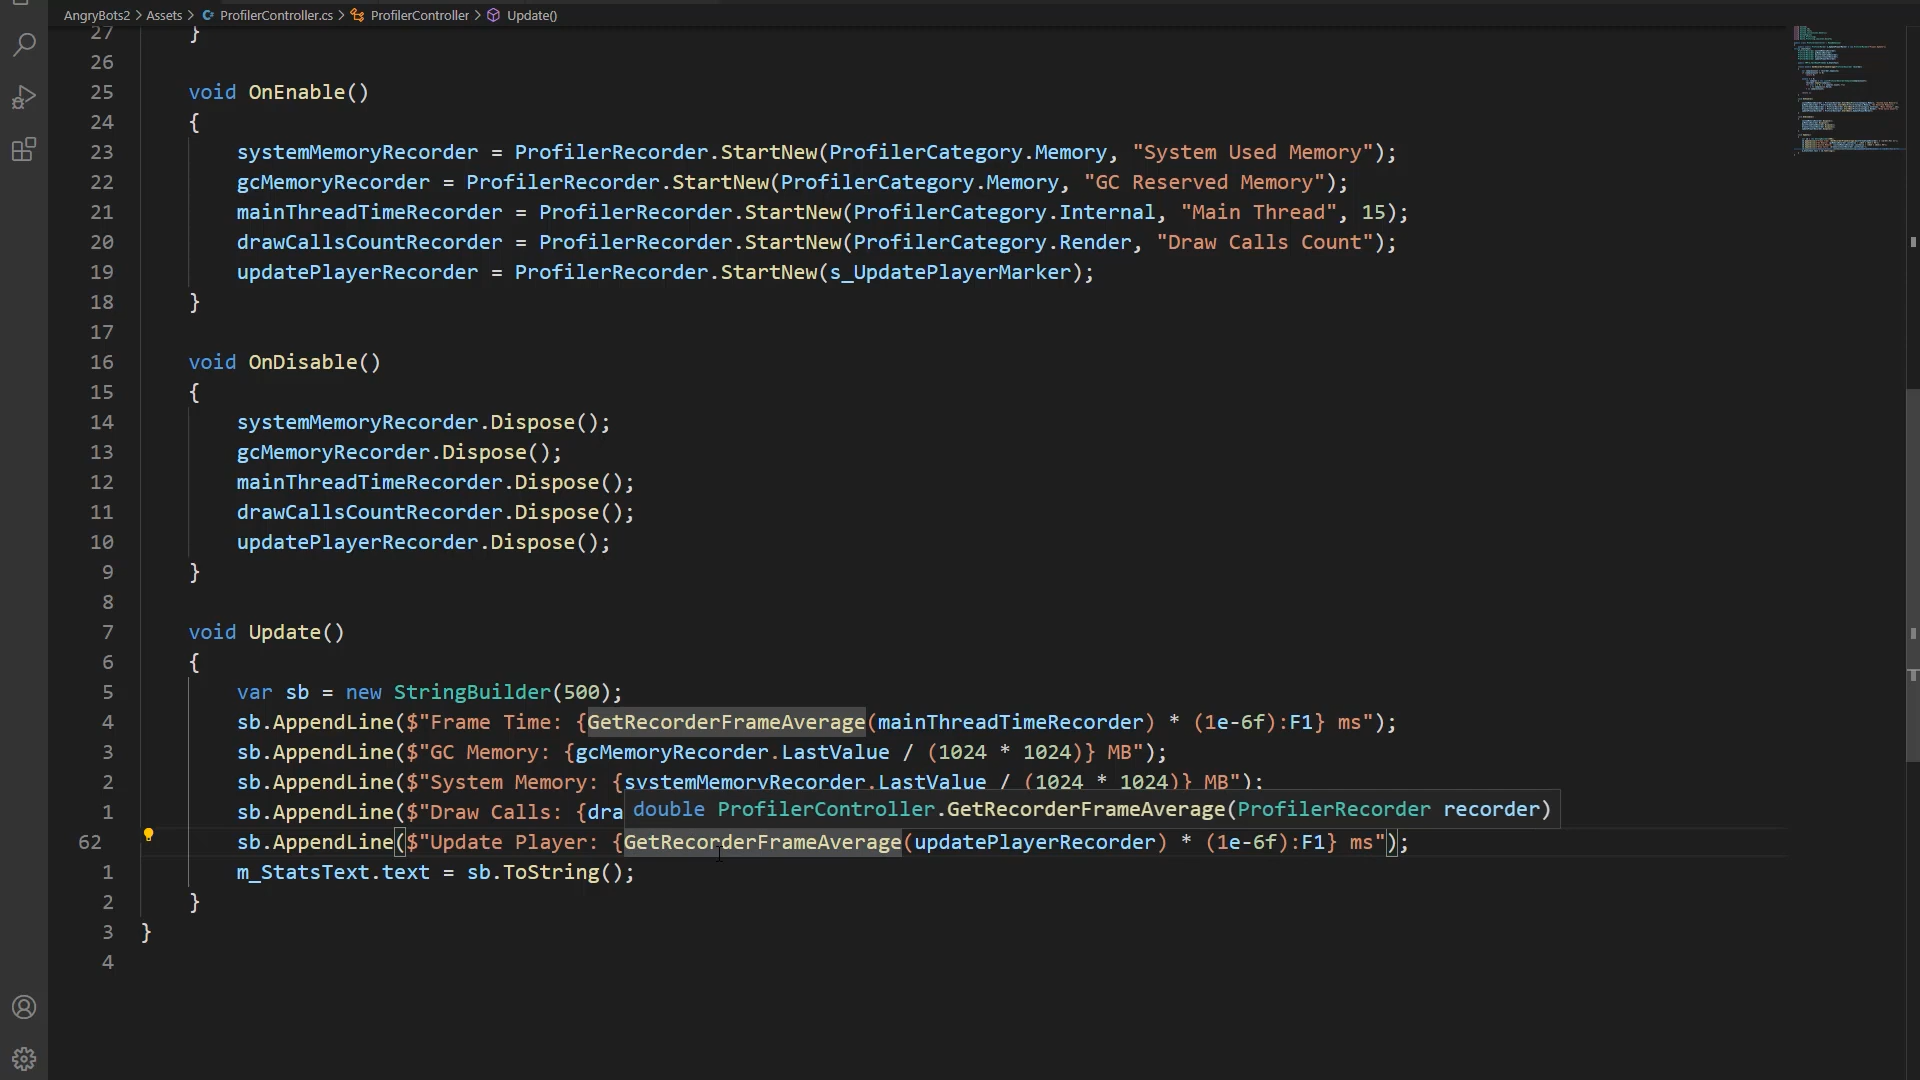 AngryBots2 > Assets > ProfilerController.cs > ProfilerController > Update()
27 }
26
25 void OnEnable()
24 {
23 systemMemoryRecorder = ProfilerRecorder.StartNew(ProfilerCategory.Memory, "System Used Memory");
22 gcMemoryRecorder = ProfilerRecorder.StartNew(ProfilerCategory.Memory, "GC Reserved Memory");
21 mainThreadTimeRecorder = ProfilerRecorder.StartNew(ProfilerCategory.Internal, "Main Thread", 15);
20 drawCallsCountRecorder = ProfilerRecorder.StartNew(ProfilerCategory.Render, "Draw Calls Count");
19 updatePlayerRecorder = ProfilerRecorder.StartNew(s_UpdatePlayerMarker);
18 }
17
16 void OnDisable()
15 {
14 systemMemoryRecorder.Dispose();
13 gcMemoryRecorder.Dispose();
12 mainThreadTimeRecorder.Dispose();
11 drawCallsCountRecorder.Dispose();
10 updatePlayerRecorder.Dispose();
9 }
8
7 void Update()
6 {
5 var sb = new StringBuilder(500);
4 sb.AppendLine($"Frame Time: {GetRecorderFrameAverage(mainThreadTimeRecorder) * (1e-6f):F1} ms");
3 sb.AppendLine($"GC Memory: {gcMemoryRecorder.LastValue / (1024 * 1024)} MB");
2 sb.AppendLine($"System Memory: {systemMemoryRecorder.LastValue / (1024 * 1024)} MB");
1 sb.AppendLine($"Draw Calls: {dra
double ProfilerController.GetRecorderFrameAverage(ProfilerRecorder recorder)
62 sb.AppendLine($"Update Player: {GetRecorderFrameAverage(updatePlayerRecorder) * (1e-6f):F1} ms");
1 m_StatsText.text = sb.ToString();
2 }
3 }
4